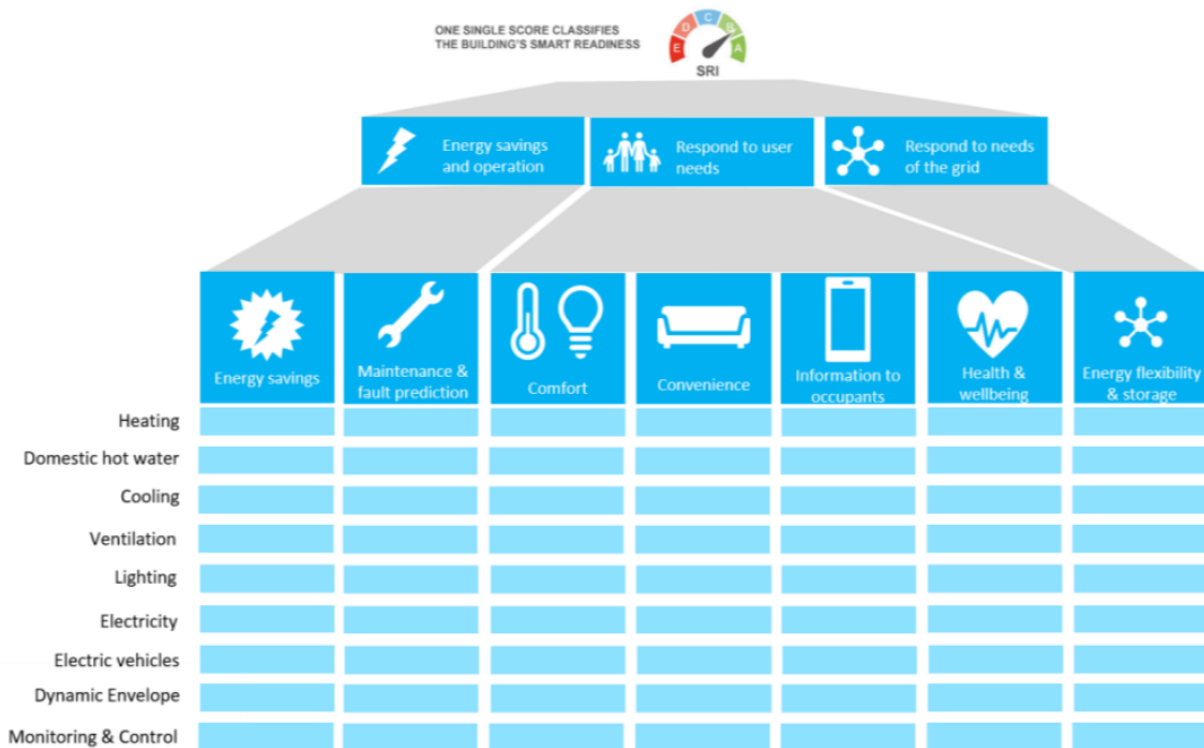 ONE SINGLE SCORE CLASSIFIES
THE BUILDING'S SMART READINESS
E D C B A
SRI
Energy savings
and operation
Respond to user
needs
Respond to needs
of the grid
Energy savings
Maintenance &
fault prediction
Comfort
Convenience
Information to
occupants
Health &
wellbeing
Energy flexibility
& storage
Heating
Domestic hot water
Cooling
Ventilation
Lighting
Electricity
Electric vehicles
Dynamic Envelope
Monitoring & Control